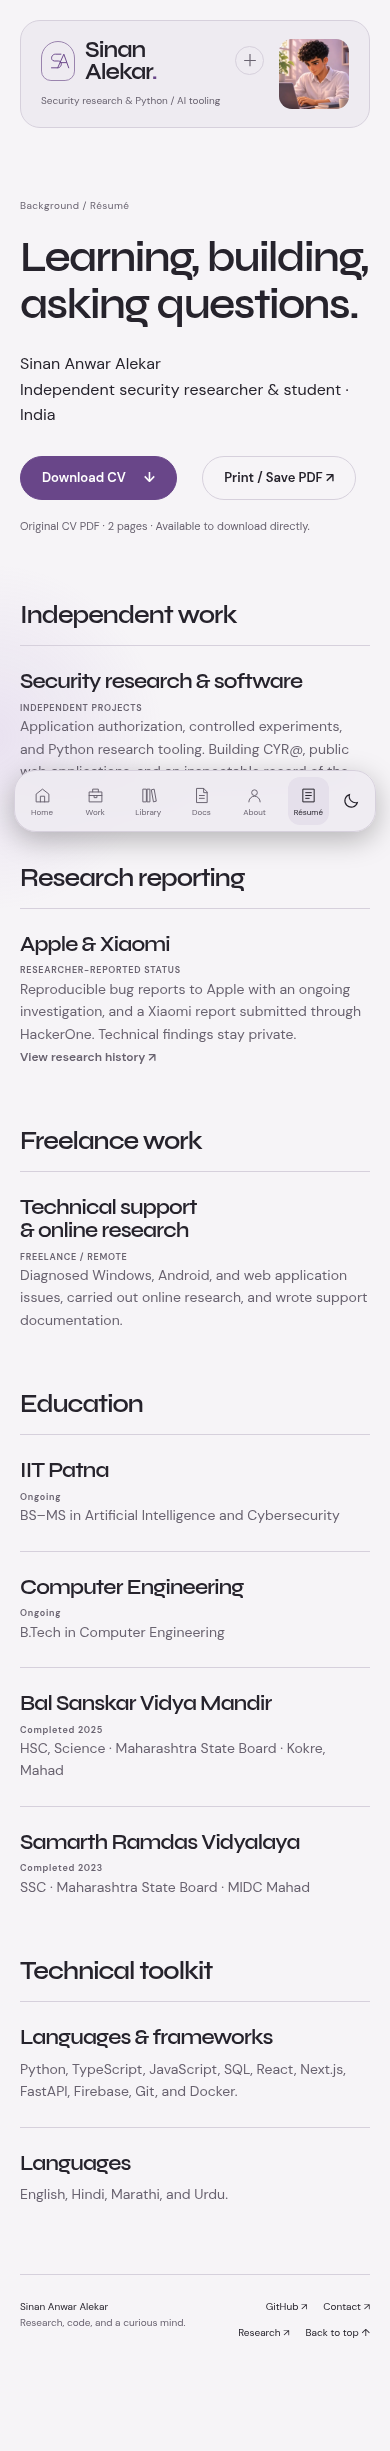 Sinan
Alekar.
Security research & Python / AI tooling
Background / Résumé
Learning, building,
asking questions.
Sinan Anwar Alekar
Independent security researcher & student ·
India
Download CV ↓
Print / Save PDF ↗
Original CV PDF · 2 pages · Available to download directly.
Independent work
Security research & software
INDEPENDENT PROJECTS
Application authorization, controlled experiments,
and Python research tooling. Building CYR@, public
Home
Work
Library
Docs
About
Résumé
Research reporting
Apple & Xiaomi
RESEARCHER-REPORTED STATUS
Reproducible bug reports to Apple with an ongoing
investigation, and a Xiaomi report submitted through
HackerOne. Technical findings stay private.
View research history ↗
Freelance work
Technical support
& online research
FREELANCE / REMOTE
Diagnosed Windows, Android, and web application
issues, carried out online research, and wrote support
documentation.
Education
IIT Patna
Ongoing
BS–MS in Artificial Intelligence and Cybersecurity
Computer Engineering
Ongoing
B.Tech in Computer Engineering
Bal Sanskar Vidya Mandir
Completed 2025
HSC, Science · Maharashtra State Board · Kokre,
Mahad
Samarth Ramdas Vidyalaya
Completed 2023
SSC · Maharashtra State Board · MIDC Mahad
Technical toolkit
Languages & frameworks
Python, TypeScript, JavaScript, SQL, React, Next.js,
FastAPI, Firebase, Git, and Docker.
Languages
English, Hindi, Marathi, and Urdu.
Sinan Anwar Alekar
Research, code, and a curious mind.
GitHub ↗ Contact ↗
Research ↗ Back to top ↑